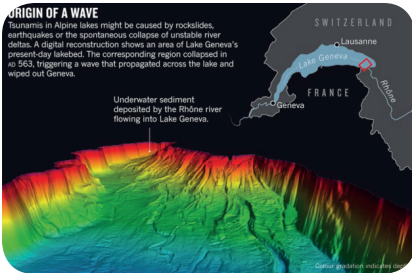 ORIGIN OF A WAVE
Tsunamis in Alpine lakes might be caused by rockslides,
earthquakes or the spontaneous collapse of unstable river
deltas. A digital reconstruction shows an area of Lake Geneva's
present-day lakebed. The corresponding region collapsed in
AD 563, triggering a wave that propagated across the lake and
wiped out Geneva.
SWITZERLAND
Lausanne
Lake Geneva
FRANCE
Rhône
Geneva
Underwater sediment
deposited by the Rhône river
flowing into Lake Geneva.
Colour gradation indicates